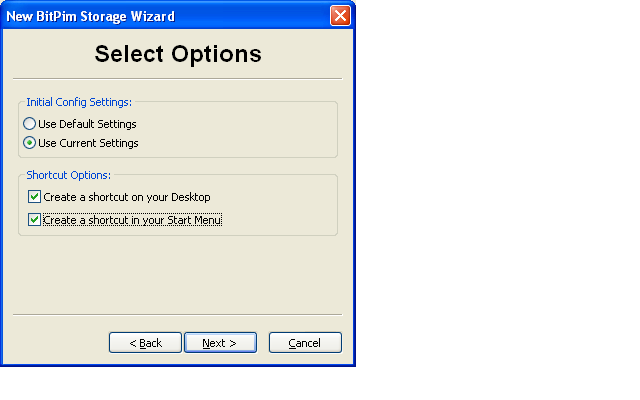 New BitPim Storage Wizard
Select Options
Initial Config Settings:
Use Default Settings
Use Current Settings
Shortcut Options:
Create a shortcut on your Desktop
Create a shortcut in your Start Menu
< Back Next > Cancel